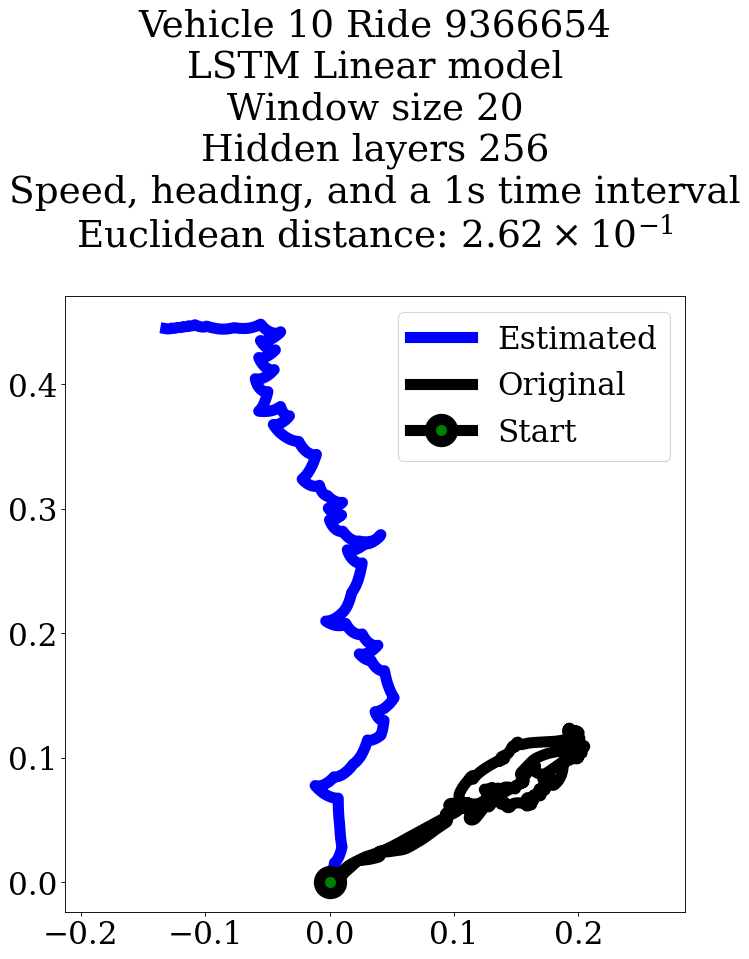 Vehicle 10 Ride 9366654
LSTM Linear model
Window size 20
Hidden layers 256
Speed, heading, and a 1s time interval
Euclidean distance: 2.62 × 10⁻¹
Estimated
Original
Start
0.4
0.3
0.2
0.1
0.0
−0.2 −0.1 0.0 0.1 0.2